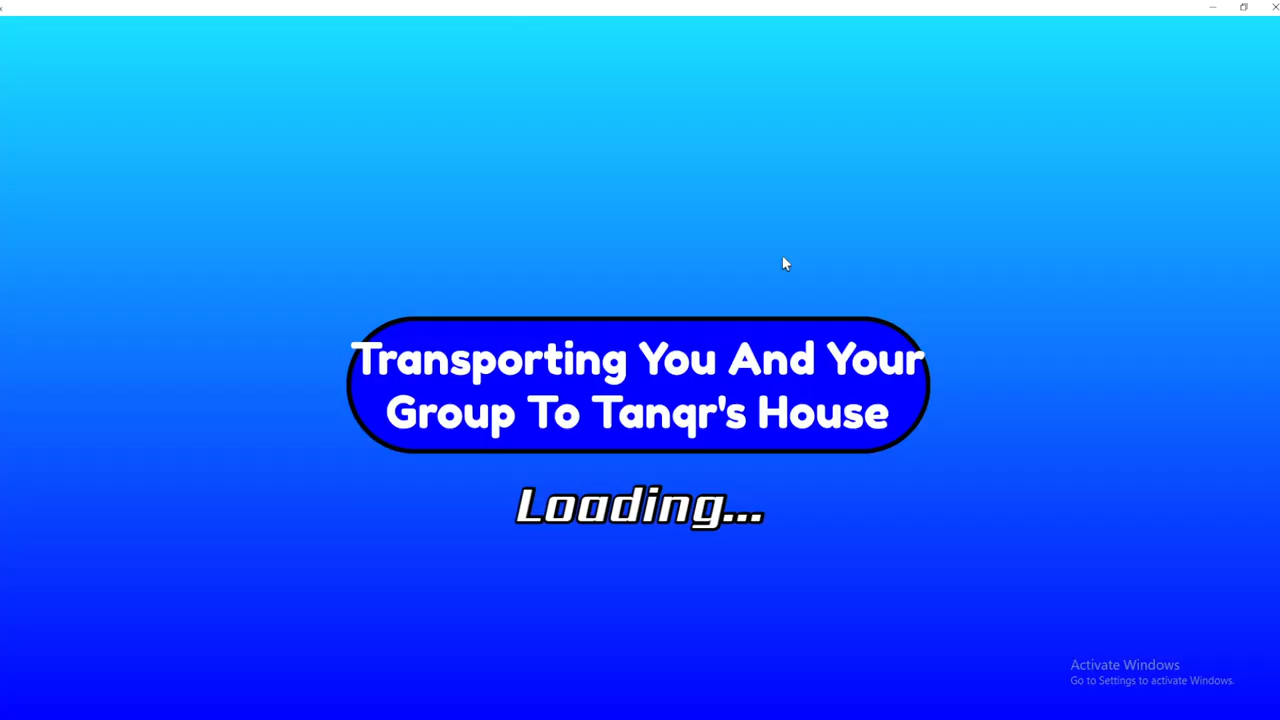 Transporting You And Your
Group To Tanqr's House
Loading...
Activate Windows
Go to Settings to activate Windows.